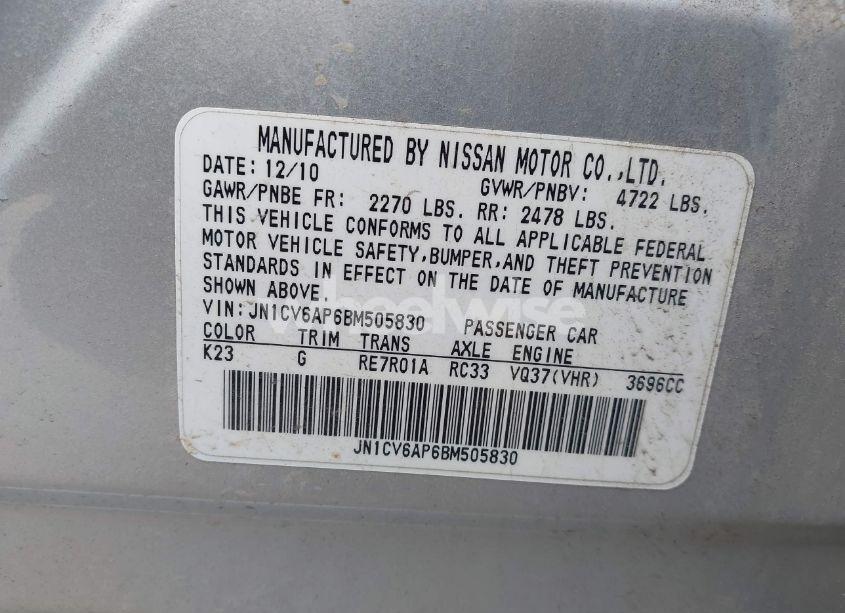 MANUFACTURED BY NISSAN MOTOR CO.,LTD.
DATE: 12/10 GVWR/PNBV: 4722 LBS.
GAWR/PNBE FR: 2270 LBS. RR: 2478 LBS.
THIS VEHICLE CONFORMS TO ALL APPLICABLE FEDERAL
MOTOR VEHICLE SAFETY,BUMPER,AND THEFT PREVENTION
STANDARDS IN EFFECT ON THE DATE OF MANUFACTURE
SHOWN ABOVE.
wheelwise
VIN:JN1CV6AP6BM505830 PASSENGER CAR
COLOR TRIM TRANS AXLE ENGINE
K23 G RE7R01A RC33 VQ37(VHR) 3696CC
JN1CV6AP6BM505830